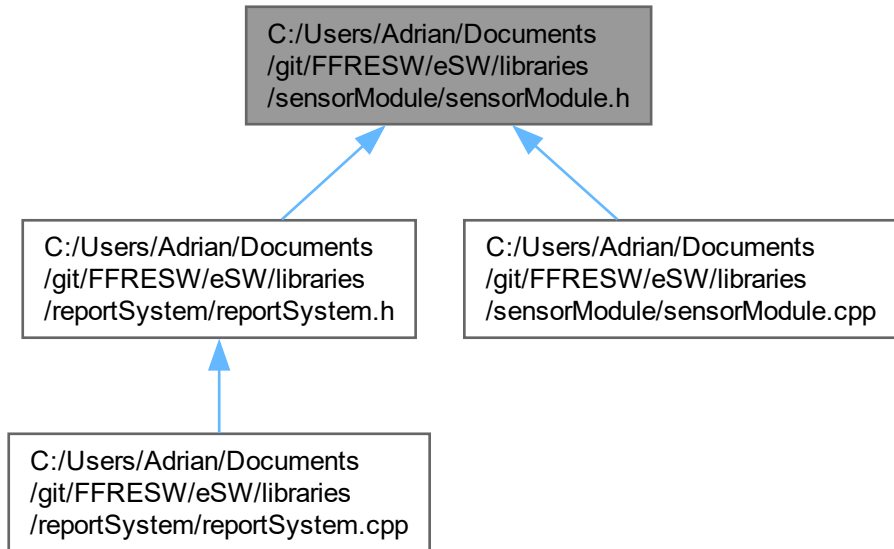 C:/Users/Adrian/Documents
/git/FFRESW/eSW/libraries
/sensorModule/sensorModule.h
C:/Users/Adrian/Documents
/git/FFRESW/eSW/libraries
/reportSystem/reportSystem.h
C:/Users/Adrian/Documents
/git/FFRESW/eSW/libraries
/sensorModule/sensorModule.cpp
C:/Users/Adrian/Documents
/git/FFRESW/eSW/libraries
/reportSystem/reportSystem.cpp